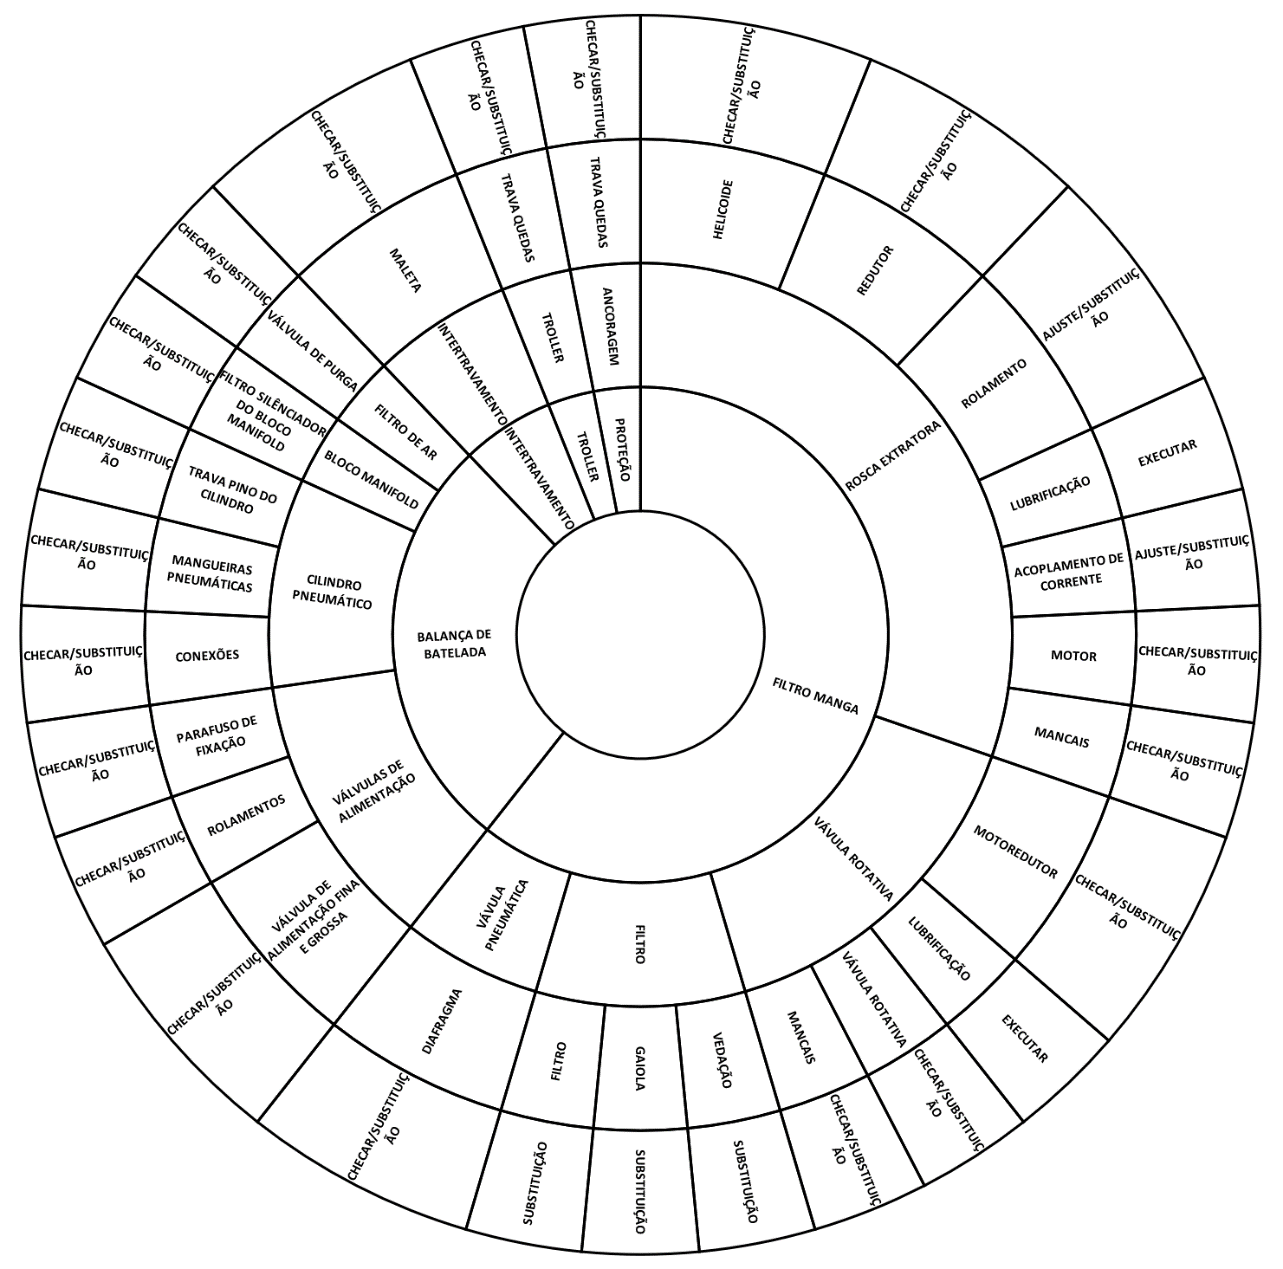 FILTRO MANGA
ROSCA EXTRATORA
HELICOIDE
CHECAR/SUBSTITUIÇ
ÃO
REDUTOR
CHECAR/SUBSTITUIÇ
ÃO
ROLAMENTO
AJUSTE/SUBSTITUIÇ
ÃO
LUBRIFICAÇÃO
EXECUTAR
ACOPLAMENTO DE
CORRENTE
AJUSTE/SUBSTITUIÇ
ÃO
MOTOR
CHECAR/SUBSTITUIÇ
ÃO
MANCAIS
CHECAR/SUBSTITUIÇ
ÃO
VÁVULA ROTATIVA
MOTOREDUTOR
CHECAR/SUBSTITUIÇ
ÃO
LUBRIFICAÇÃO
EXECUTAR
VÁVULA ROTATIVA
CHECAR/SUBSTITUIÇ
ÃO
MANCAIS
CHECAR/SUBSTITUIÇ
ÃO
FILTRO
VEDAÇÃO
SUBSTITUIÇÃO
GAIOLA
SUBSTITUIÇÃO
FILTRO
SUBSTITUIÇÃO
VÁVULA
PNEUMÁTICA
DIAFRAGMA
CHECAR/SUBSTITUIÇ
ÃO
BALANÇA DE
BATELADA
VÁLVULAS DE
ALIMENTAÇÃO
VÁLVULA DE
ALIMENTAÇÃO FINA
E GROSSA
CHECAR/SUBSTITUIÇ
ÃO
ROLAMENTOS
CHECAR/SUBSTITUIÇ
ÃO
PARAFUSO DE
FIXAÇÃO
CHECAR/SUBSTITUIÇ
ÃO
CILINDRO
PNEUMÁTICO
CONEXÕES
CHECAR/SUBSTITUIÇ
ÃO
MANGUEIRAS
PNEUMÁTICAS
CHECAR/SUBSTITUIÇ
ÃO
TRAVA PINO DO
CILINDRO
CHECAR/SUBSTITUIÇ
ÃO
BLOCO MANIFOLD
FILTRO SILÊNCIADOR
DO BLOCO
MANIFOLD
CHECAR/SUBSTITUIÇ
ÃO
FILTRO DE AR
VÁLVULA DE PURGA
CHECAR/SUBSTITUIÇ
ÃO
INTERTRAVAMENTO
INTERTRAVAMENTO
MALETA
CHECAR/SUBSTITUIÇ
ÃO
TROLLER
TROLLER
TRAVA QUEDAS
CHECAR/SUBSTITUIÇ
ÃO
PROTEÇÃO
ANCORAGEM
TRAVA QUEDAS
CHECAR/SUBSTITUIÇ
ÃO